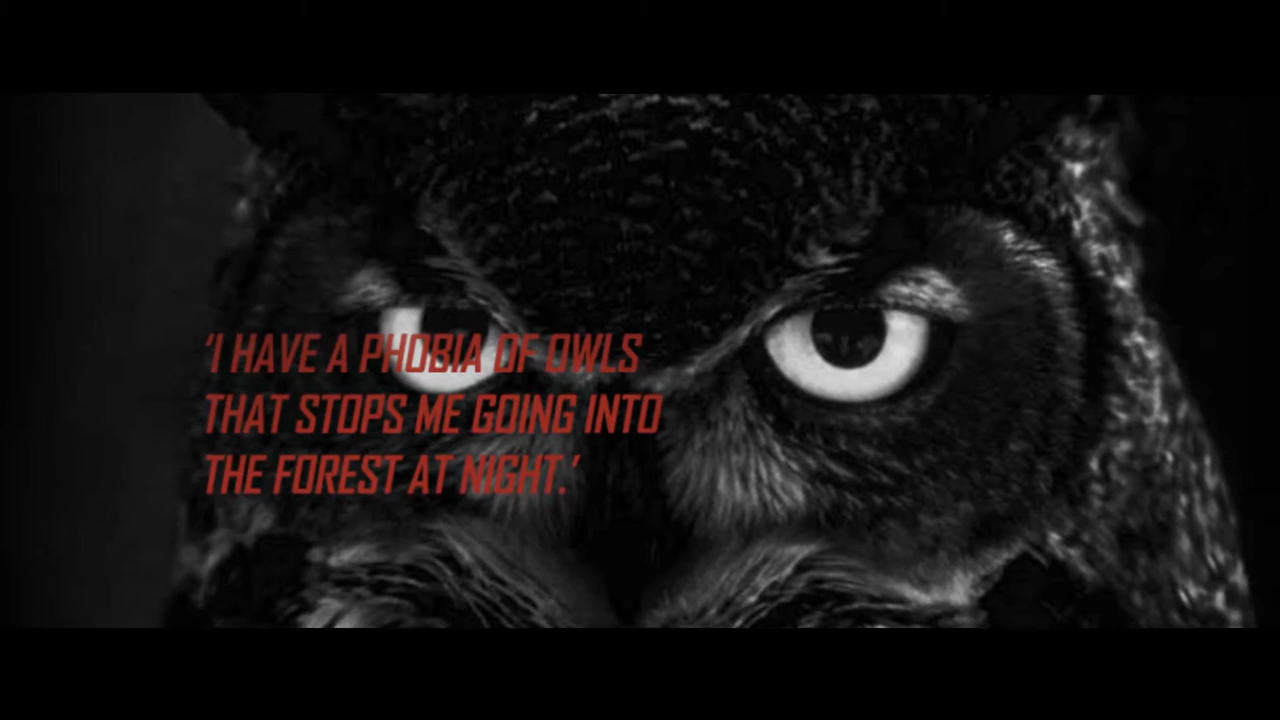 ‘I HAVE A PHOBIA OF OWLS
THAT STOPS ME GOING INTO
THE FOREST AT NIGHT.’